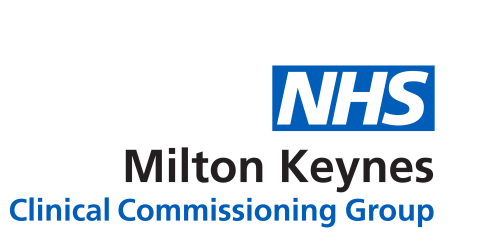 NHS
Milton Keynes
Clinical Commissioning Group